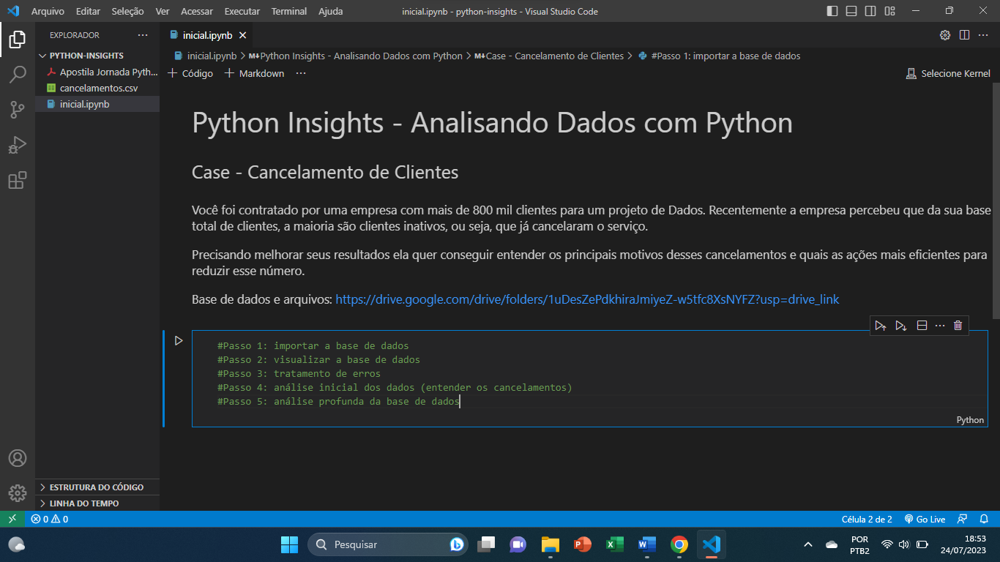 Arquivo Editar Seleção Ver Acessar Executar Terminal Ajuda inicial.ipynb - python-insights - Visual Studio Code
EXPLORADOR ···
PYTHON-INSIGHTS
Apostila Jornada Pyth...
cancelamentos.csv
inicial.ipynb
ESTRUTURA DO CÓDIGO
LINHA DO TEMPO
inicial.ipynb
inicial.ipynb > M↓Python Insights - Analisando Dados com Python > M↓Case - Cancelamento de Clientes > #Passo 1: importar a base de dados
+ Código + Markdown ··· Selecione Kernel
Python Insights - Analisando Dados com Python
Case - Cancelamento de Clientes
Você foi contratado por uma empresa com mais de 800 mil clientes para um projeto de Dados. Recentemente a empresa percebeu que da sua base
total de clientes, a maioria são clientes inativos, ou seja, que já cancelaram o serviço.
Precisando melhorar seus resultados ela quer conseguir entender os principais motivos desses cancelamentos e quais as ações mais eficientes para
reduzir esse número.
Base de dados e arquivos: https://drive.google.com/drive/folders/1uDesZePdkhiraJmiyeZ-w5tfc8XsNYFZ?usp=drive_link
#Passo 1: importar a base de dados
#Passo 2: visualizar a base de dados
#Passo 3: tratamento de erros
#Passo 4: análise inicial dos dados (entender os cancelamentos)
#Passo 5: análise profunda da base de dados
Python
0 0 Célula 2 de 2 Go Live
Pesquisar
POR
PTB2
18:53
24/07/2023